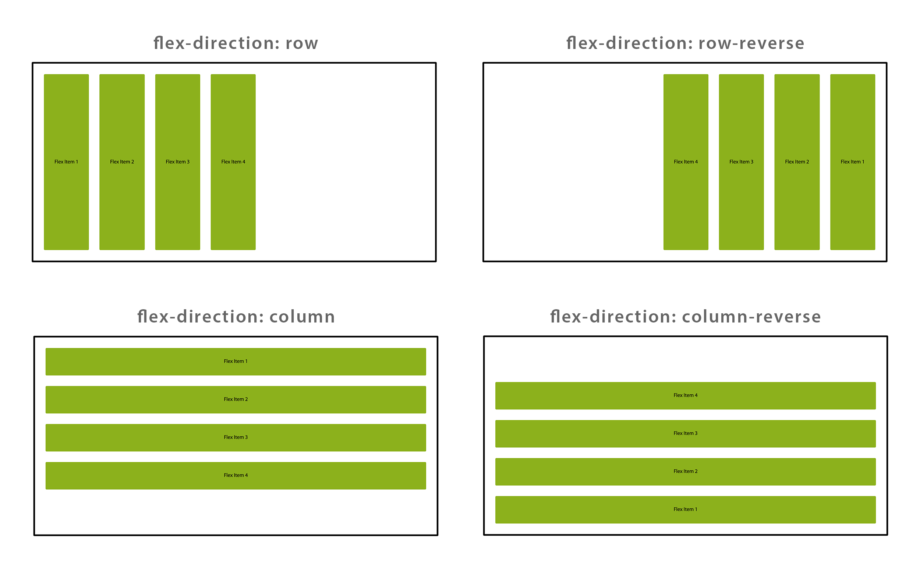 flex-direction: row
Flex Item 1
Flex Item 2
Flex Item 3
Flex Item 4
flex-direction: row-reverse
Flex Item 4
Flex Item 3
Flex Item 2
Flex Item 1
flex-direction: column
Flex Item 1
Flex Item 2
Flex Item 3
Flex Item 4
flex-direction: column-reverse
Flex Item 4
Flex Item 3
Flex Item 2
Flex Item 1